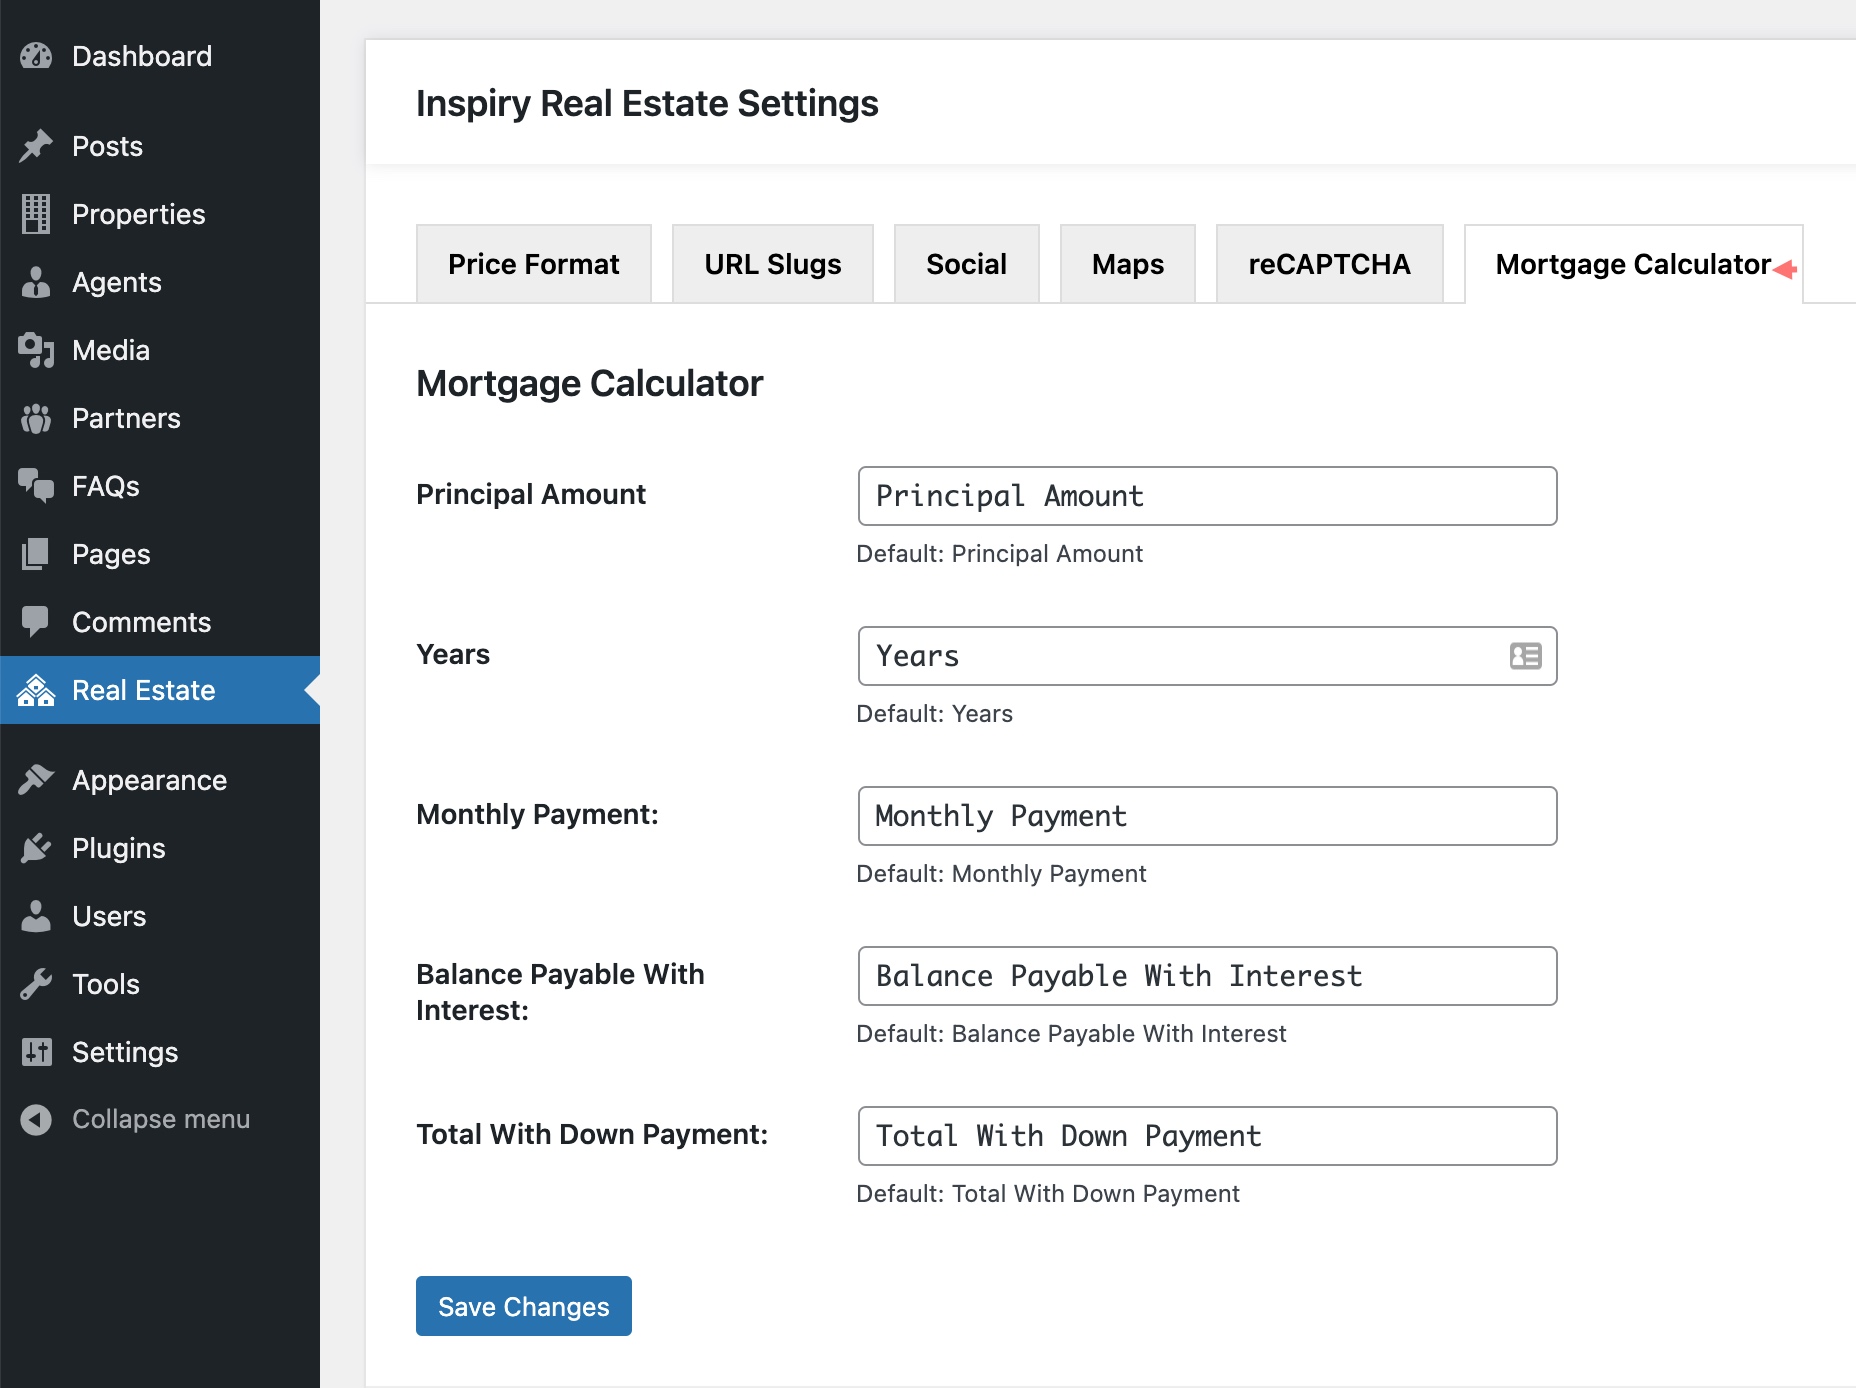 Dashboard
Posts
Properties
Agents
Media
Partners
FAQs
Pages
Comments
Real Estate
Appearance
Plugins
Users
Tools
Settings
Collapse menu
Inspiry Real Estate Settings
Price Format
URL Slugs
Social
Maps
reCAPTCHA
Mortgage Calculator
Mortgage Calculator
Principal Amount
Principal Amount
Default: Principal Amount
Years
Years
Default: Years
Monthly Payment:
Monthly Payment
Default: Monthly Payment
Balance Payable With
Interest:
Balance Payable With Interest
Default: Balance Payable With Interest
Total With Down Payment:
Total With Down Payment
Default: Total With Down Payment
Save Changes